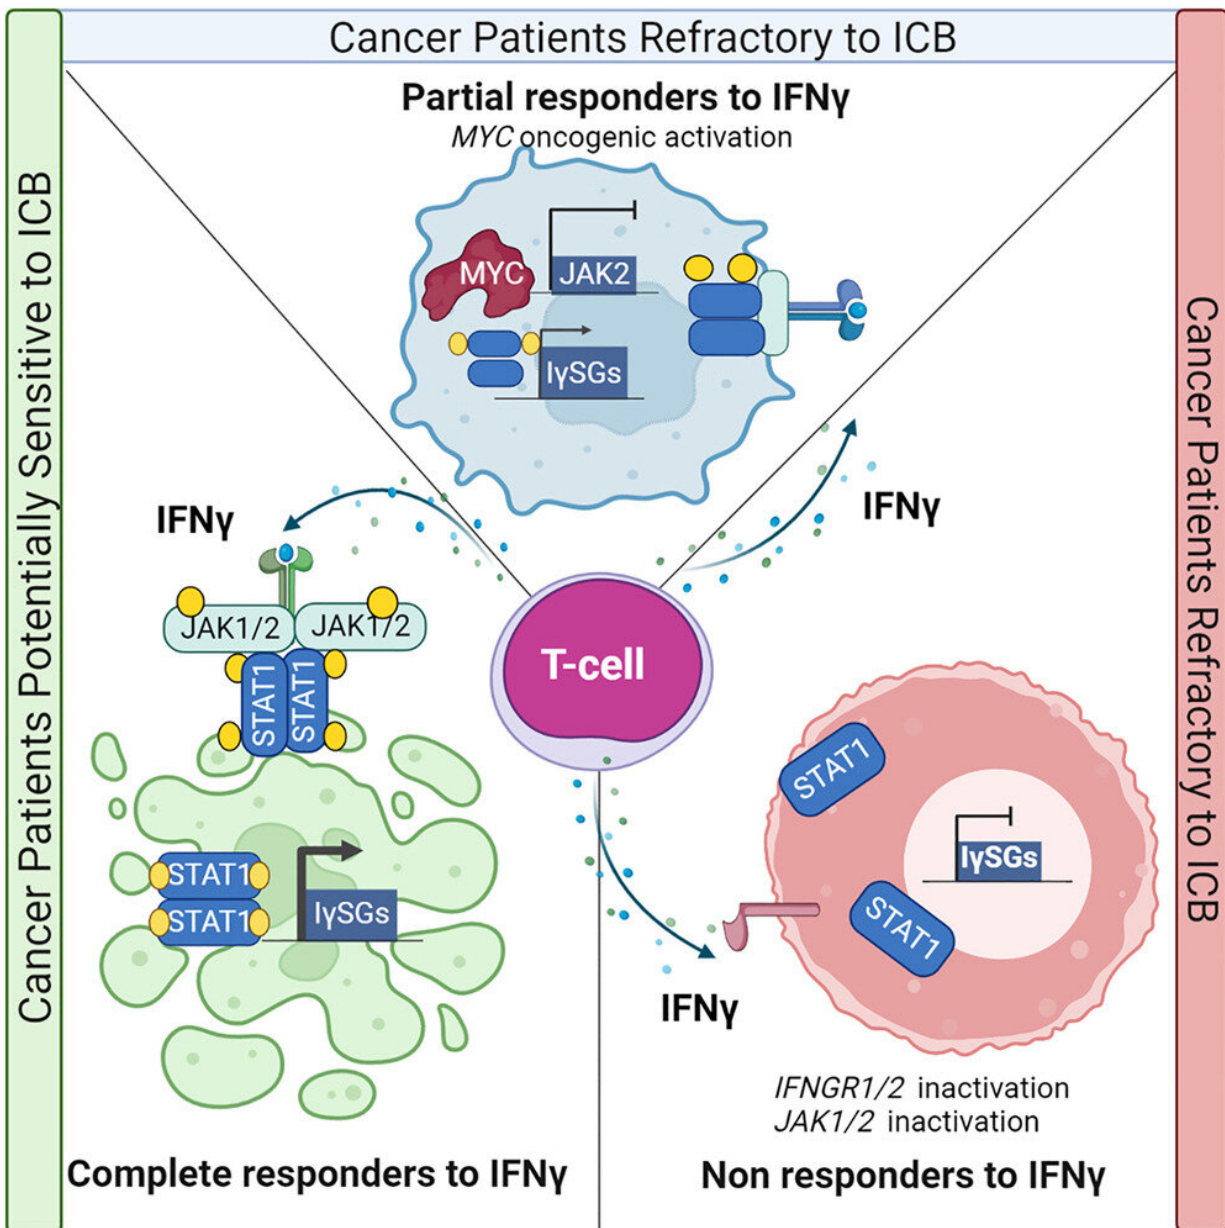 Cancer Patients Refractory to ICB
Partial responders to IFNγ
MYC oncogenic activation
MYC
JAK2
IγSGs
Cancer Patients Potentially Sensitive to ICB
Cancer Patients Refractory to ICB
IFNγ
IFNγ
JAK1/2
JAK1/2
STAT1
STAT1
T-cell
STAT1
STAT1
STAT1
IγSGs
IγSGs
STAT1
IFNγ
IFNGR1/2 inactivation
JAK1/2 inactivation
Complete responders to IFNγ
Non responders to IFNγ